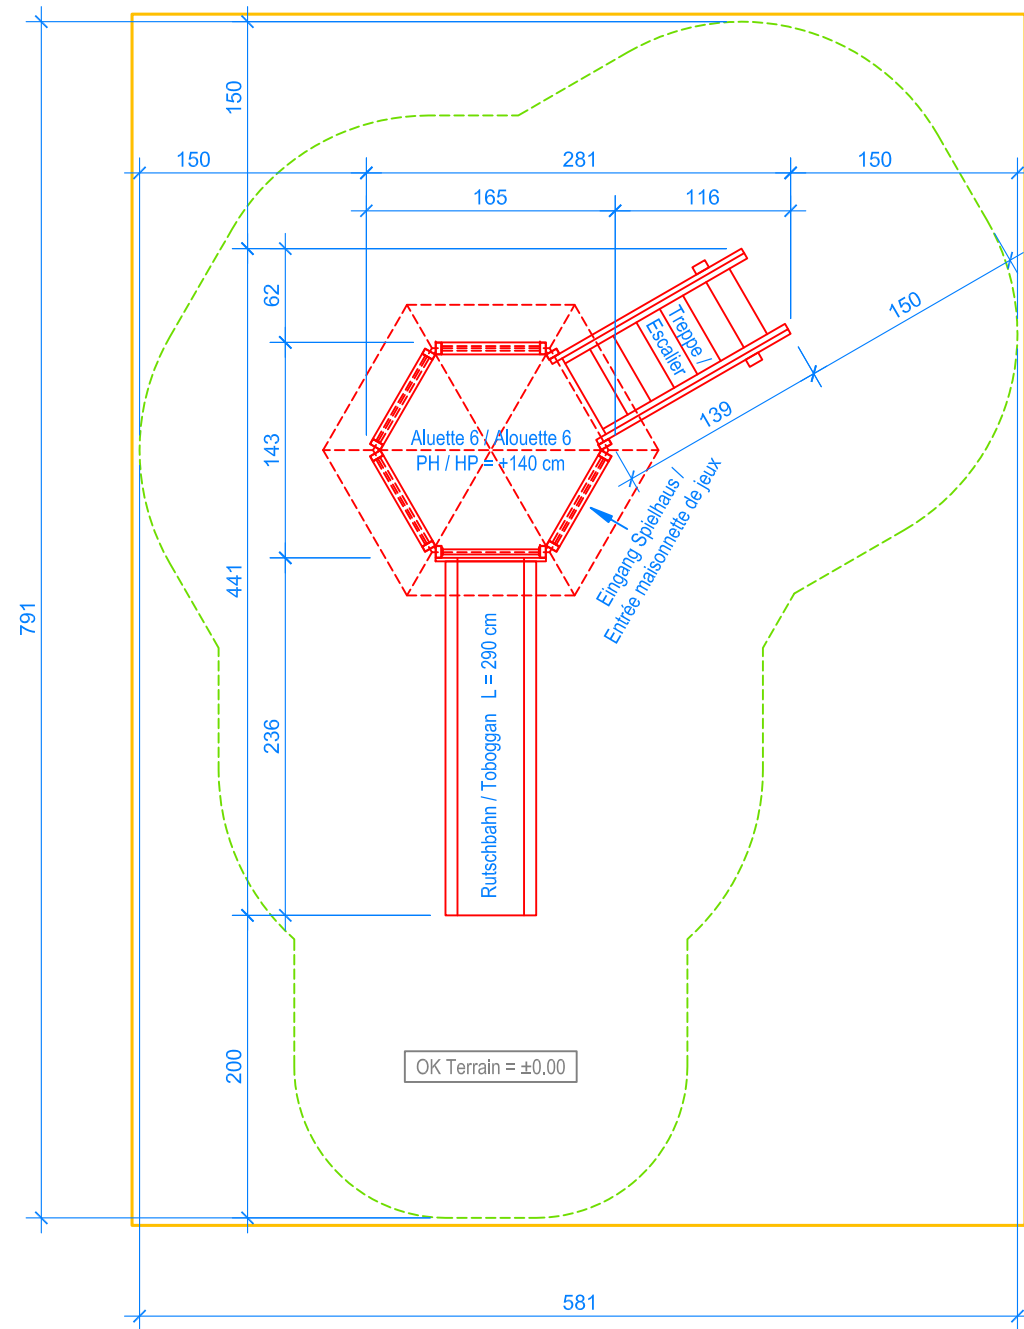 150
150
281
150
165
116
62
Treppe /
Escalier
150
139
143
Aluette 6 / Alouette 6
PH / HP = +140 cm
Eingang Spielhaus /
Entrée maisonnette de jeux
441
791
236
Rutschbahn / Toboggan L = 290 cm
200
OK Terrain = ±0.00
581